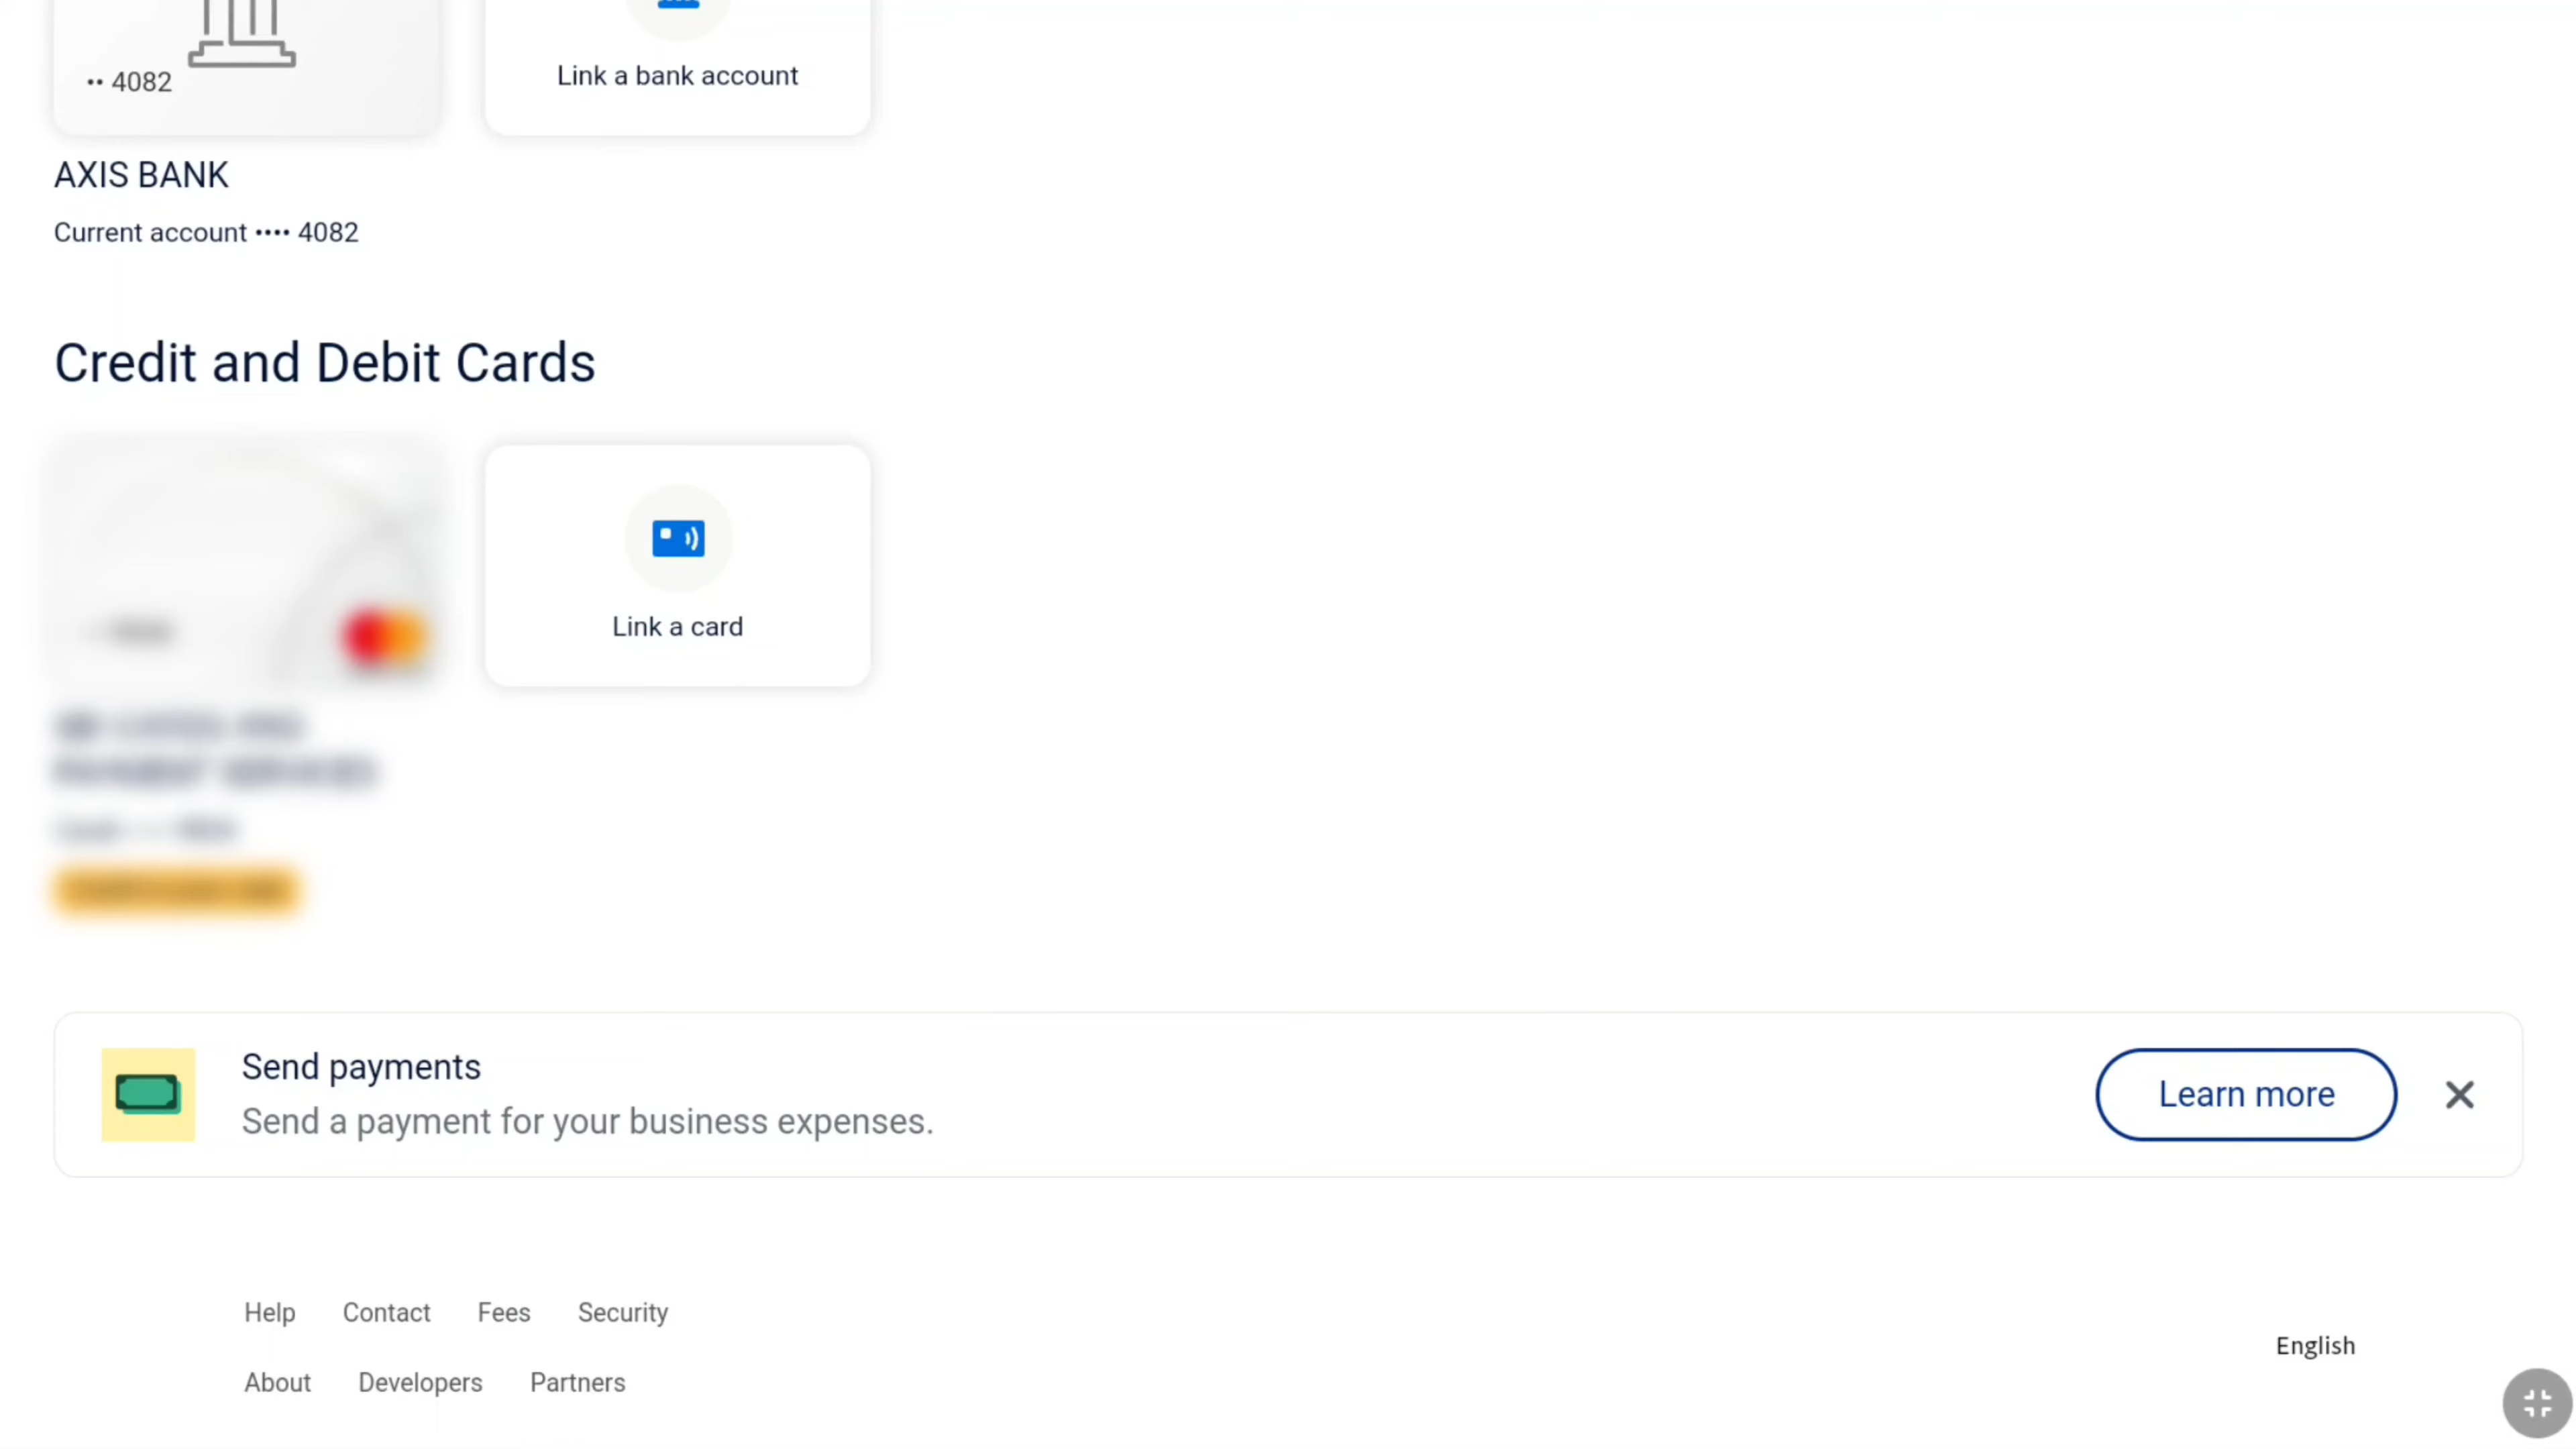 •• 4082
Link a bank account
AXIS BANK
Current account •••• 4082
Credit and Debit Cards
Link a card
Send payments
Send a payment for your business expenses.
Learn more
Help Contact Fees Security
English
About Developers Partners